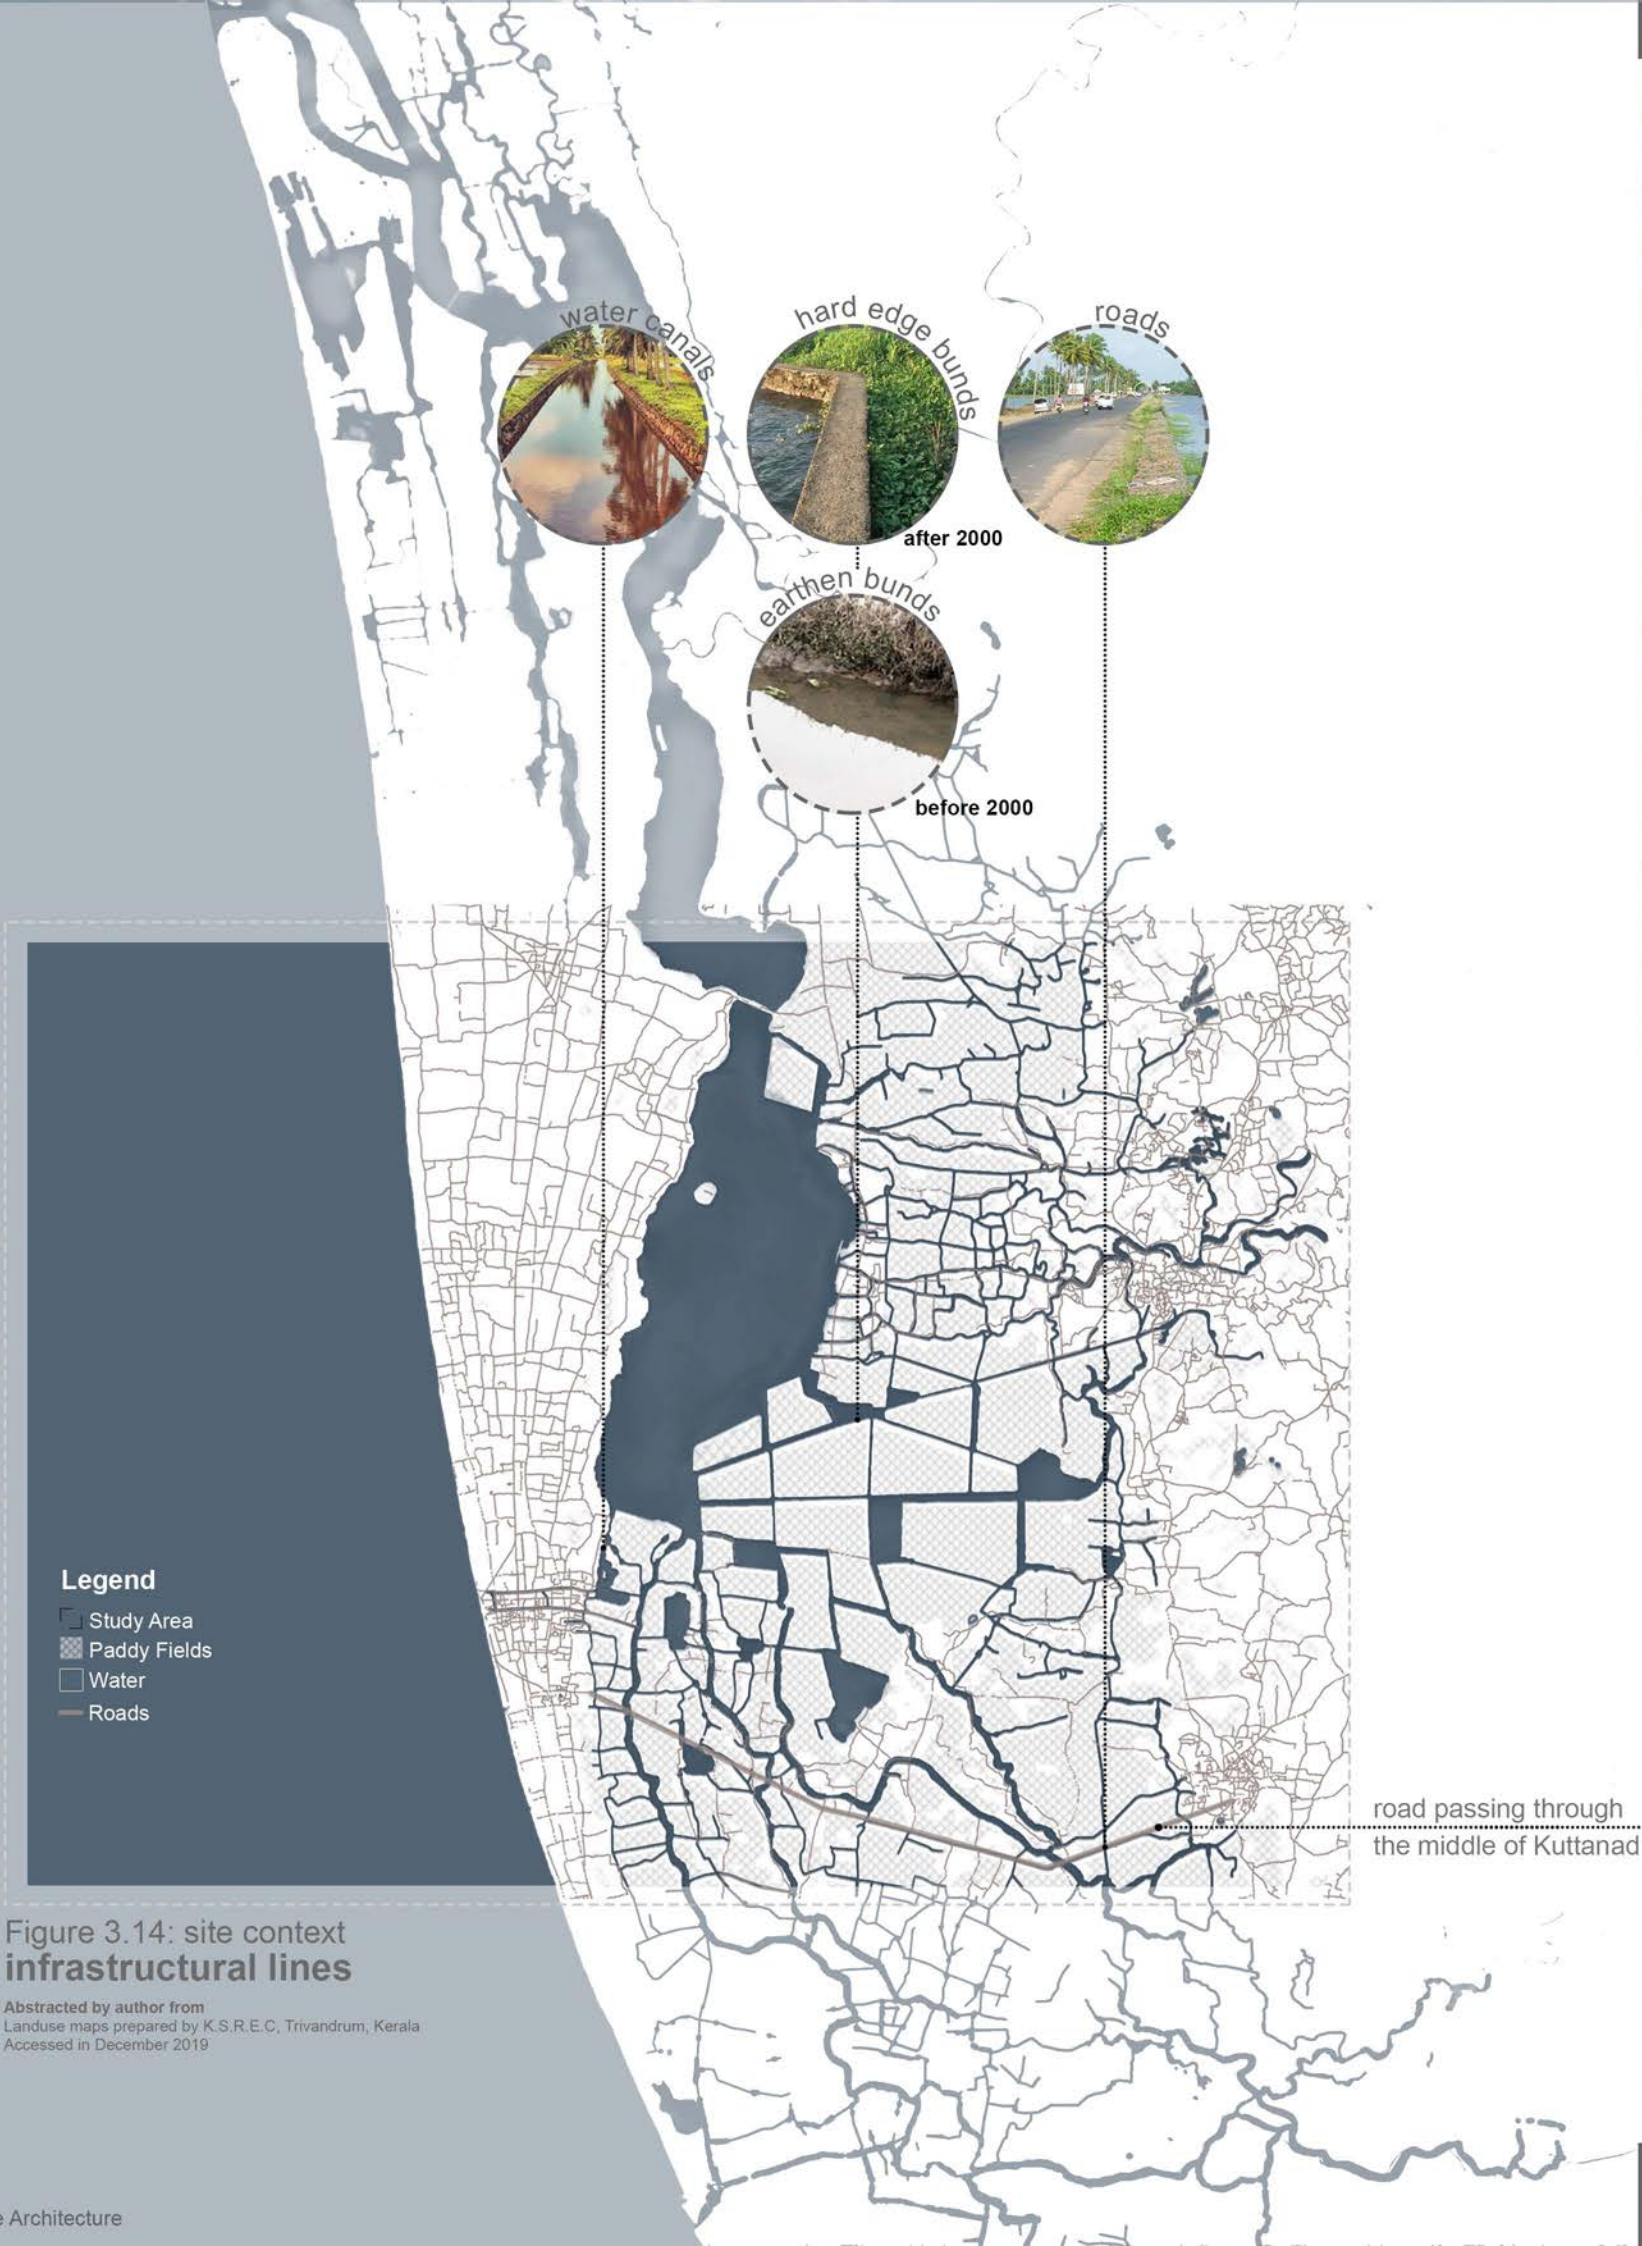 water canals
hard edge bunds
roads
after 2000
earthen bunds
before 2000
Legend
Study Area
Paddy Fields
Water
Roads
road passing through
the middle of Kuttanad
Figure 3.14: site context
infrastructural lines
Abstracted by author from
Landuse maps prepared by K.S.R.E.C, Trivandrum, Kerala
Accessed in December 2019
Architecture